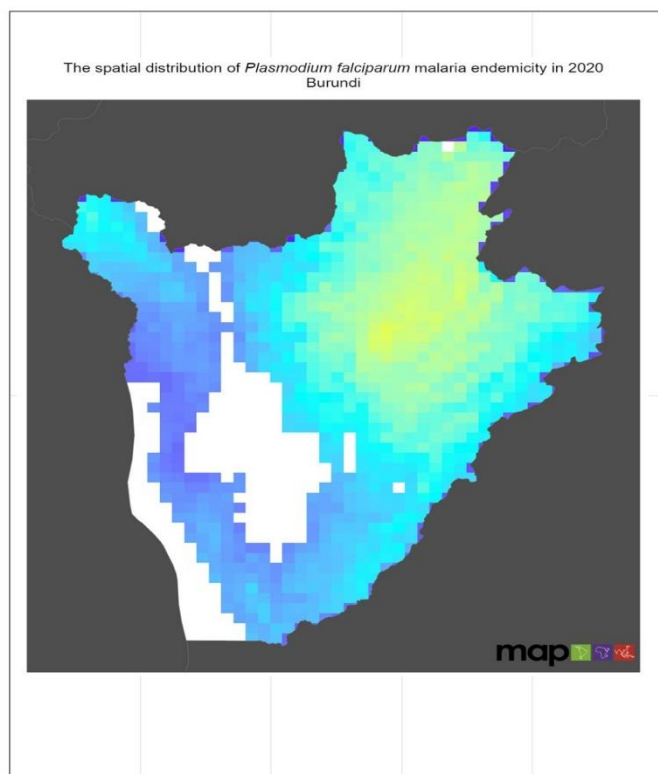 The spatial distribution of Plasmodium falciparum malaria endemicity in 2020
Burundi
map